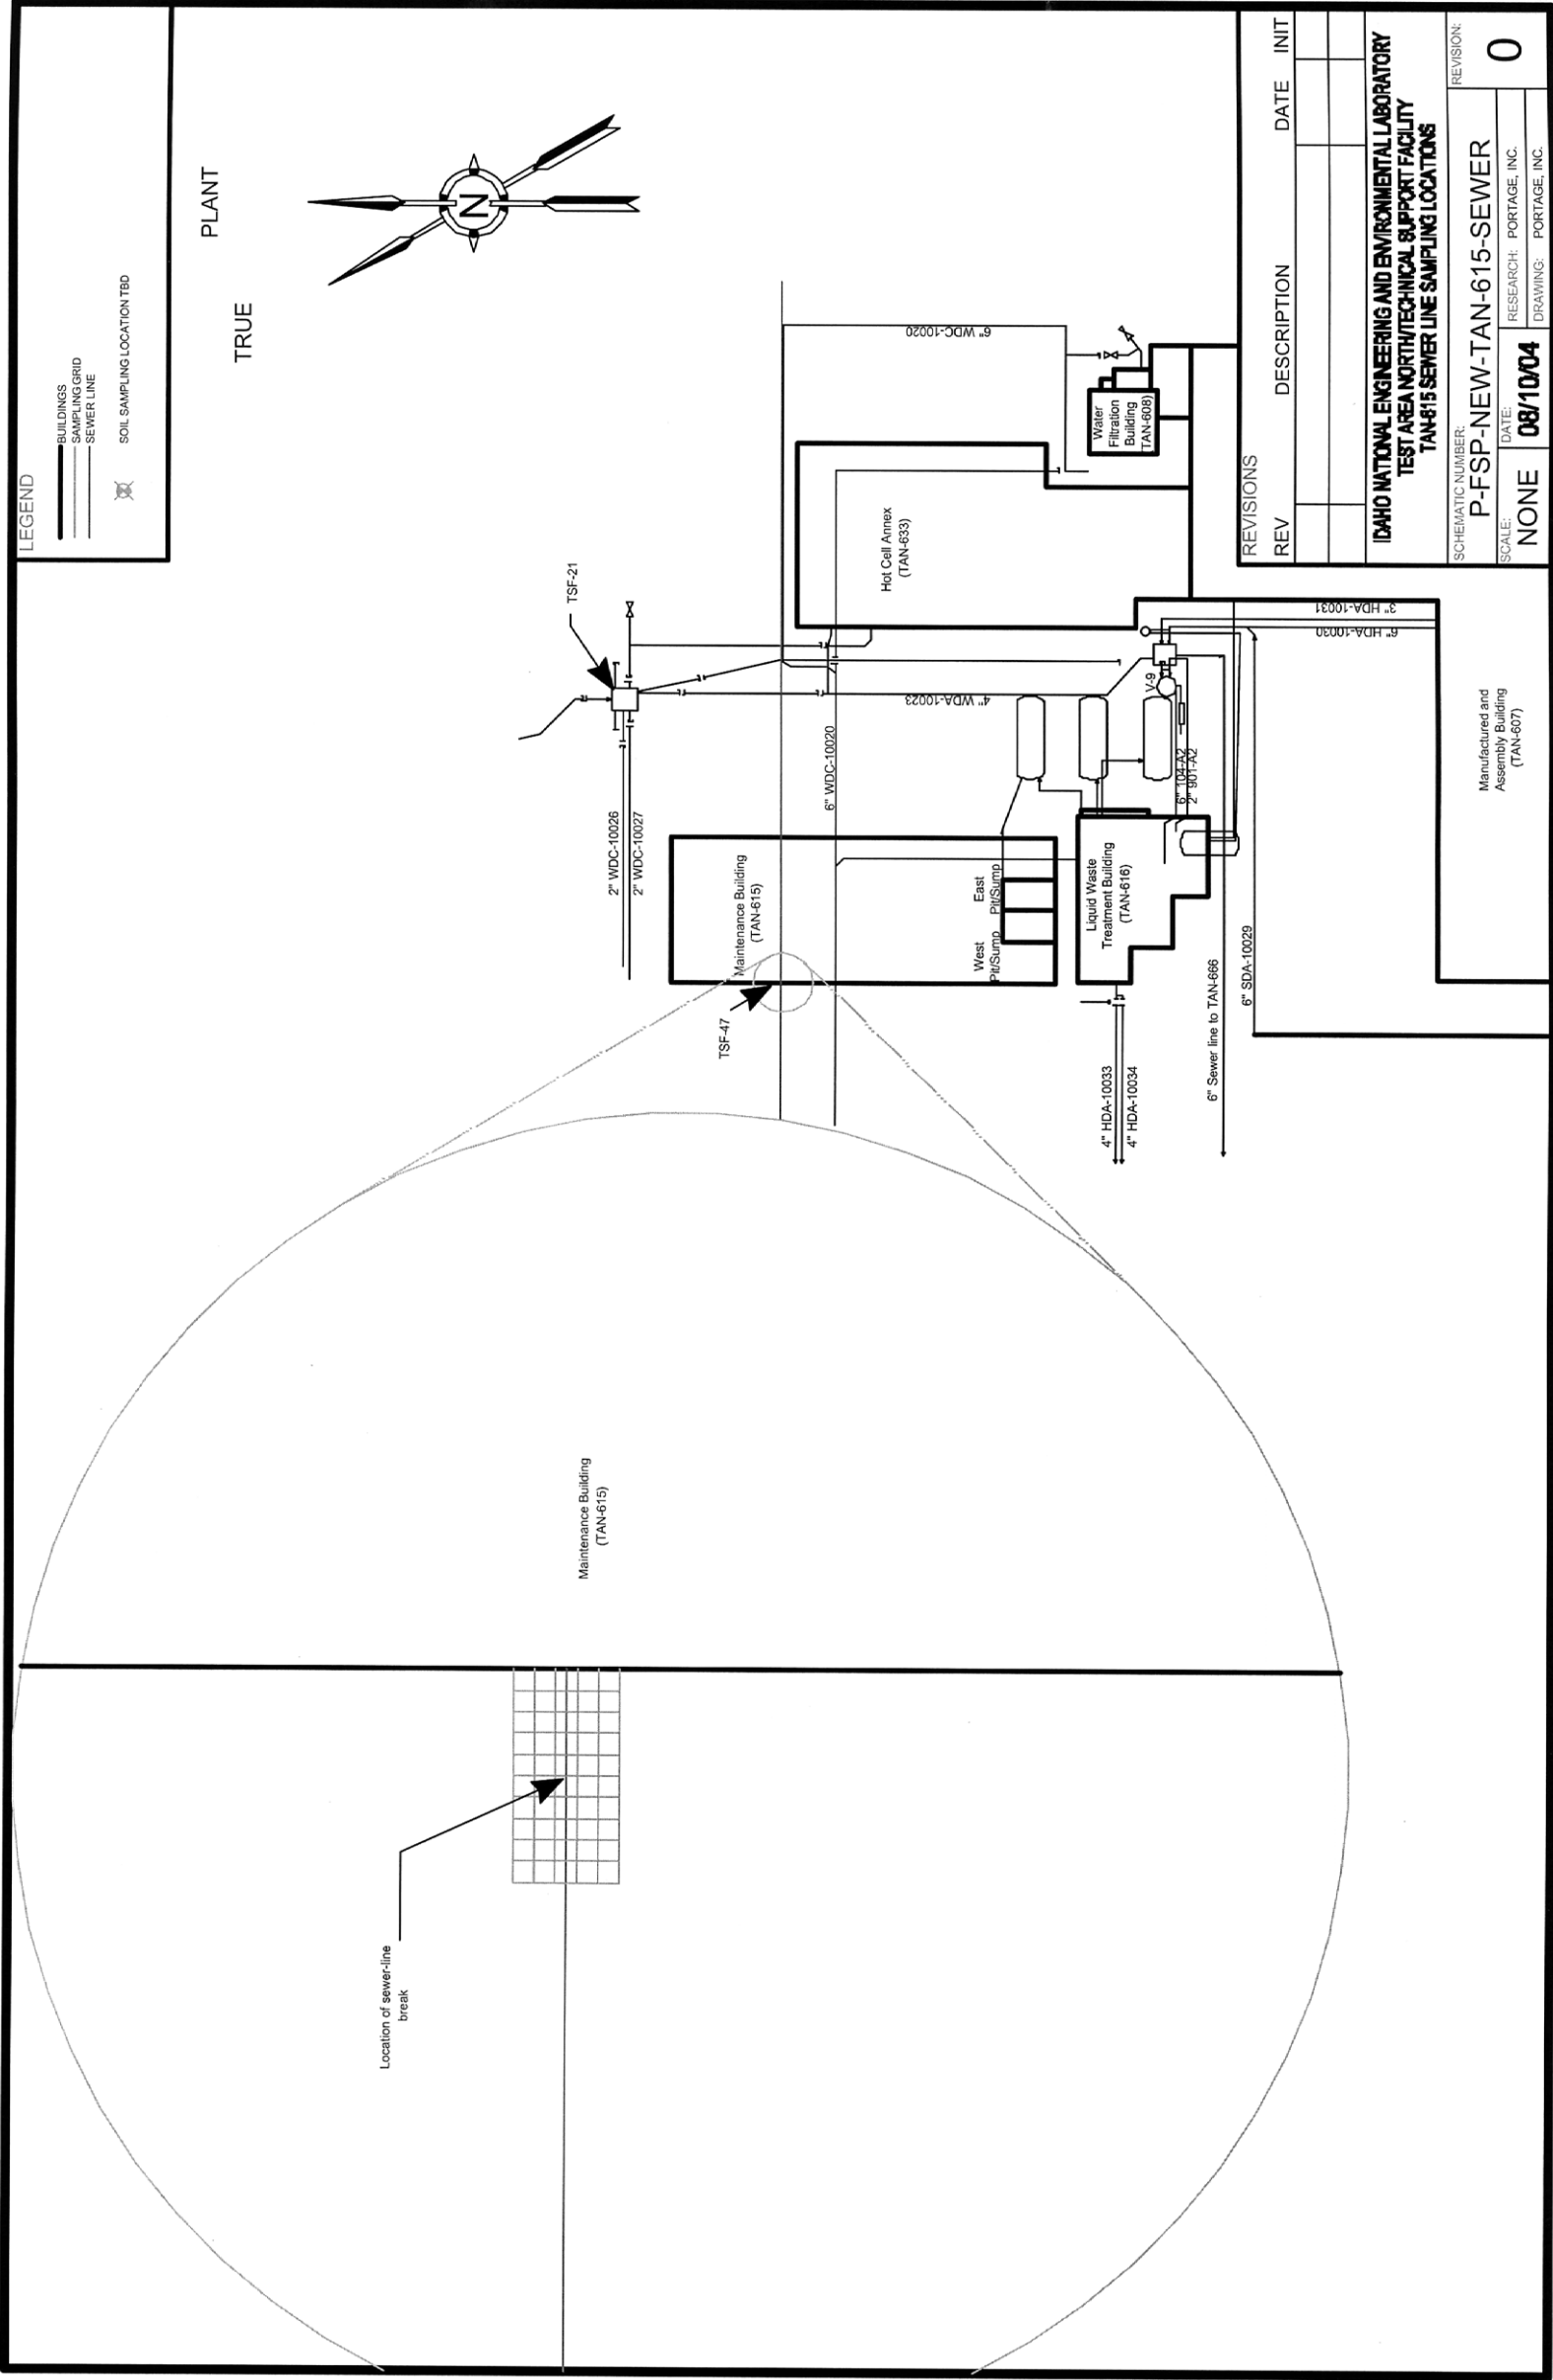 LEGEND
BUILDINGS
SAMPLING GRID
SEWER LINE
SOIL SAMPLING LOCATION TBD
TRUE
PLANT
N
TSF-21
2" WDC-10026
2" WDC-10027
6" WDC-10020
6" WDC-10020
4" WDA-10023
Hot Cell Annex
(TAN-633)
Water
Filtration
Building
TAN-608)
Maintenance Building
(TAN-615)
TSF-47
West
Pit/Sump
East
Pit/Sump
Liquid Waste
Treatment Building
(TAN-616)
V-9
6" 104-A2
2" 901-A2
3" HDA-10031
6" HDA-10030
4" HDA-10033
4" HDA-10034
6" Sewer line to TAN-666
6" SDA-10029
Manufactured and
Assembly Building
(TAN-607)
Maintenance Building
(TAN-615)
Location of sewer-line
break
REVISIONS
REV DESCRIPTION DATE INIT
IDAHO NATIONAL ENGINEERING AND ENVIRONMENTAL LABORATORY
TEST AREA NORTH/TECHNICAL SUPPORT FACILITY
TAN-615 SEWER LINE SAMPLING LOCATIONS
SCHEMATIC NUMBER:
P-FSP-NEW-TAN-615-SEWER
REVISION:
0
SCALE:
NONE
DATE:
08/10/04
RESEARCH: PORTAGE, INC.
DRAWING: PORTAGE, INC.